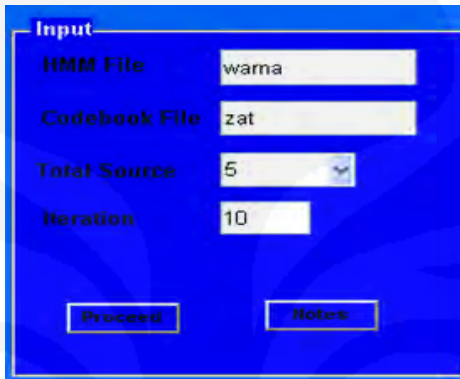 Input
HMM File warna
Codebook File zat
Total Source 5
Iteration 10
Proceed Notes